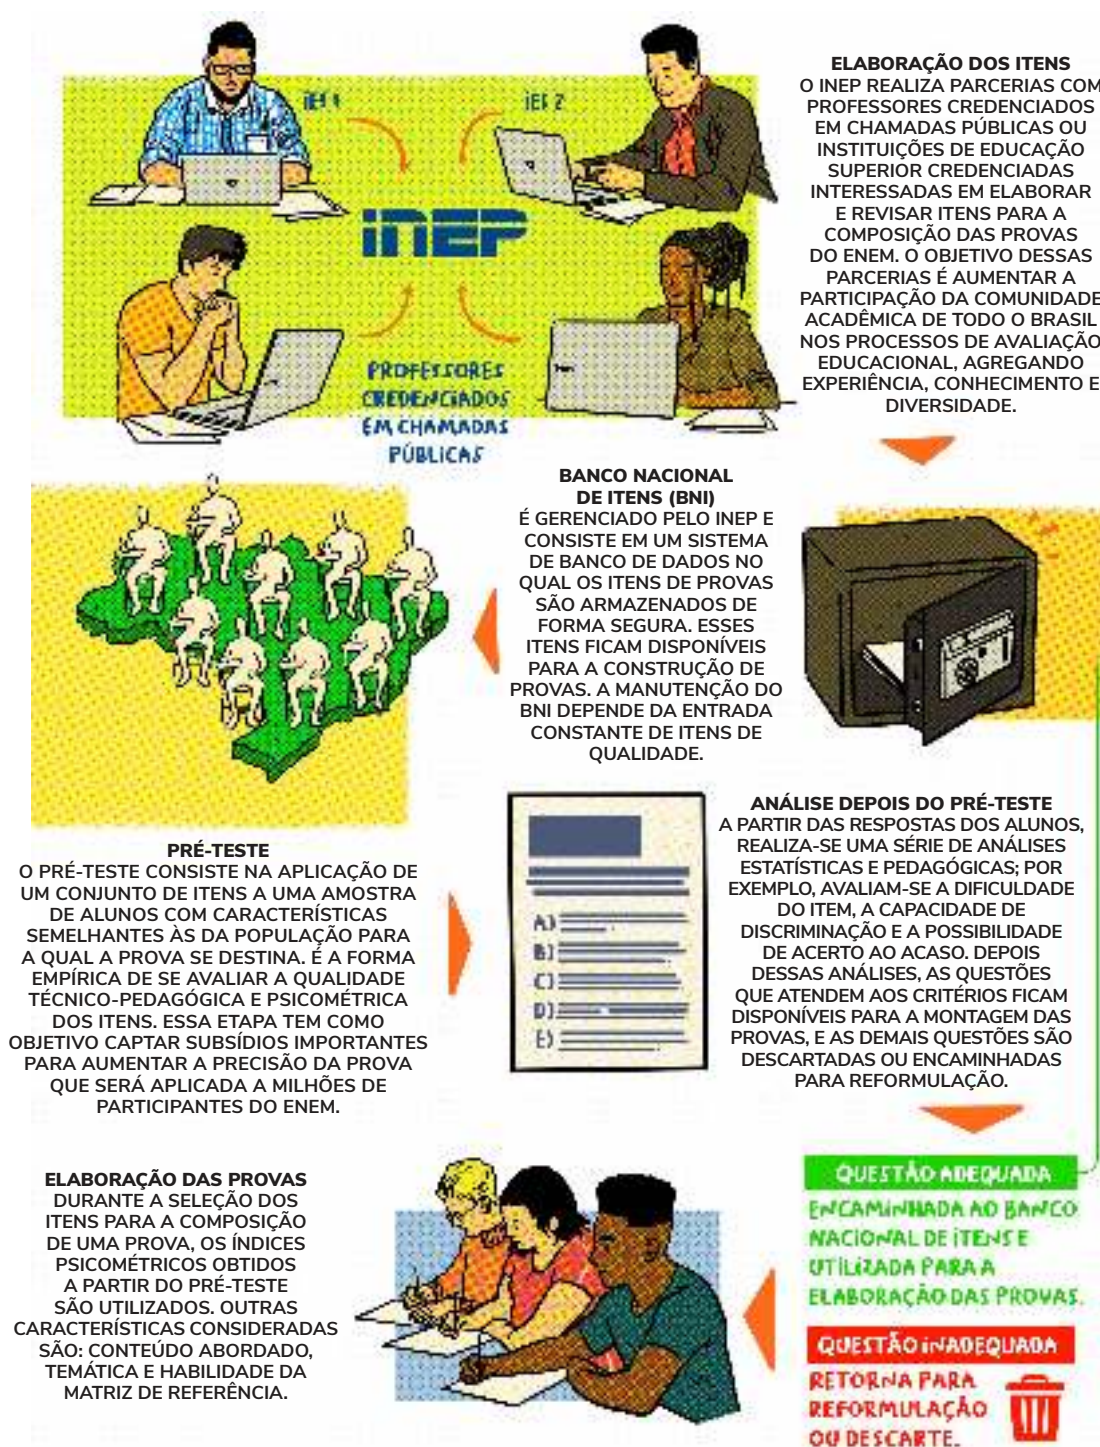 IES 1
IES 2
inep
PROFESSORES
CREDENCIADOS
EM CHAMADAS
PÚBLICAS
ELABORAÇÃO DOS ITENS
O INEP REALIZA PARCERIAS COM
PROFESSORES CREDENCIADOS
EM CHAMADAS PÚBLICAS OU
INSTITUIÇÕES DE EDUCAÇÃO
SUPERIOR CREDENCIADAS
INTERESSADAS EM ELABORAR
E REVISAR ITENS PARA A
COMPOSIÇÃO DAS PROVAS
DO ENEM. O OBJETIVO DESSAS
PARCERIAS É AUMENTAR A
PARTICIPAÇÃO DA COMUNIDADE
ACADÊMICA DE TODO O BRASIL
NOS PROCESSOS DE AVALIAÇÃO
EDUCACIONAL, AGREGANDO
EXPERIÊNCIA, CONHECIMENTO E
DIVERSIDADE.
BANCO NACIONAL
DE ITENS (BNI)
É GERENCIADO PELO INEP E
CONSISTE EM UM SISTEMA
DE BANCO DE DADOS NO
QUAL OS ITENS DE PROVAS
SÃO ARMAZENADOS DE
FORMA SEGURA. ESSES
ITENS FICAM DISPONÍVEIS
PARA A CONSTRUÇÃO DE
PROVAS. A MANUTENÇÃO DO
BNI DEPENDE DA ENTRADA
CONSTANTE DE ITENS DE
QUALIDADE.
PRÉ-TESTE
O PRÉ-TESTE CONSISTE NA APLICAÇÃO DE
UM CONJUNTO DE ITENS A UMA AMOSTRA
DE ALUNOS COM CARACTERÍSTICAS
SEMELHANTES ÀS DA POPULAÇÃO PARA
A QUAL A PROVA SE DESTINA. É A FORMA
EMPÍRICA DE SE AVALIAR A QUALIDADE
TÉCNICO-PEDAGÓGICA E PSICOMÉTRICA
DOS ITENS. ESSA ETAPA TEM COMO
OBJETIVO CAPTAR SUBSÍDIOS IMPORTANTES
PARA AUMENTAR A PRECISÃO DA PROVA
QUE SERÁ APLICADA A MILHÕES DE
PARTICIPANTES DO ENEM.
A)
B)
C)
D)
E)
ANÁLISE DEPOIS DO PRÉ-TESTE
A PARTIR DAS RESPOSTAS DOS ALUNOS,
REALIZA-SE UMA SÉRIE DE ANÁLISES
ESTATÍSTICAS E PEDAGÓGICAS; POR
EXEMPLO, AVALIAM-SE A DIFICULDADE
DO ITEM, A CAPACIDADE DE
DISCRIMINAÇÃO E A POSSIBILIDADE
DE ACERTO AO ACASO. DEPOIS
DESSAS ANÁLISES, AS QUESTÕES
QUE ATENDEM AOS CRITÉRIOS FICAM
DISPONÍVEIS PARA A MONTAGEM DAS
PROVAS, E AS DEMAIS QUESTÕES SÃO
DESCARTADAS OU ENCAMINHADAS
PARA REFORMULAÇÃO.
QUESTÃO ADEQUADA
ENCAMINHADA AO BANCO
NACIONAL DE ITENS E
UTILIZADA PARA A
ELABORAÇÃO DAS PROVAS.
QUESTÃO INADEQUADA
RETORNA PARA
REFORMULAÇÃO
OU DESCARTE.
ELABORAÇÃO DAS PROVAS
DURANTE A SELEÇÃO DOS
ITENS PARA A COMPOSIÇÃO
DE UMA PROVA, OS ÍNDICES
PSICOMÉTRICOS OBTIDOS
A PARTIR DO PRÉ-TESTE
SÃO UTILIZADOS. OUTRAS
CARACTERÍSTICAS CONSIDERADAS
SÃO: CONTEÚDO ABORDADO,
TEMÁTICA E HABILIDADE DA
MATRIZ DE REFERÊNCIA.